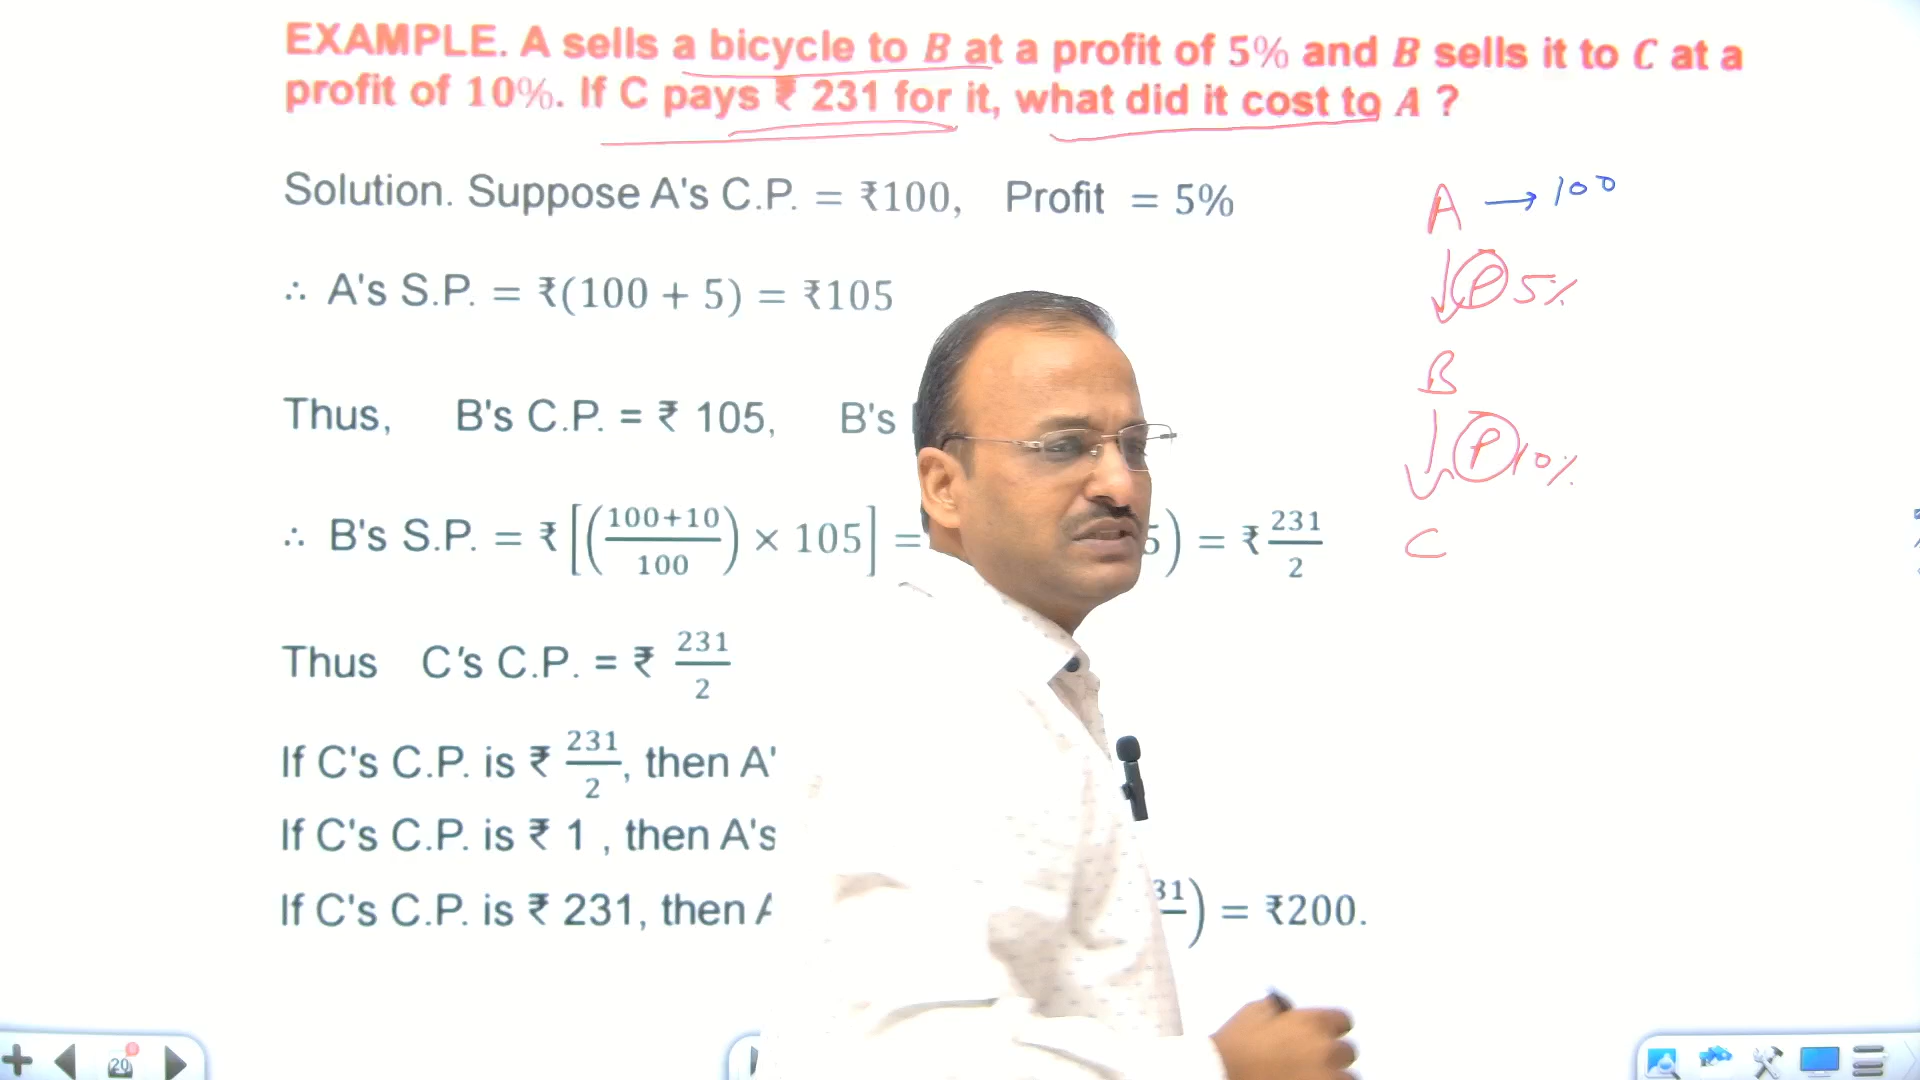 EXAMPLE. A sells a bicycle to B at a profit of 5% and B sells it to C at a
profit of 10%. If C pays ₹ 231 for it, what did it cost to A ?
Solution. Suppose A's C.P. = ₹100, Profit = 5%
∴ A's S.P. = ₹(100 + 5) = ₹105
Thus, B's C.P. = ₹ 105, B's
∴ B's S.P. = ₹ [((100+10)/100) × 105] = 5) = ₹ 231/2
Thus C's C.P. = ₹ 231/2
If C's C.P. is ₹ 231/2, then A'
If C's C.P. is ₹ 1 , then A's
If C's C.P. is ₹ 231, then A 31) = ₹200.
A → 100
P 5%
B
P 10%
C
20